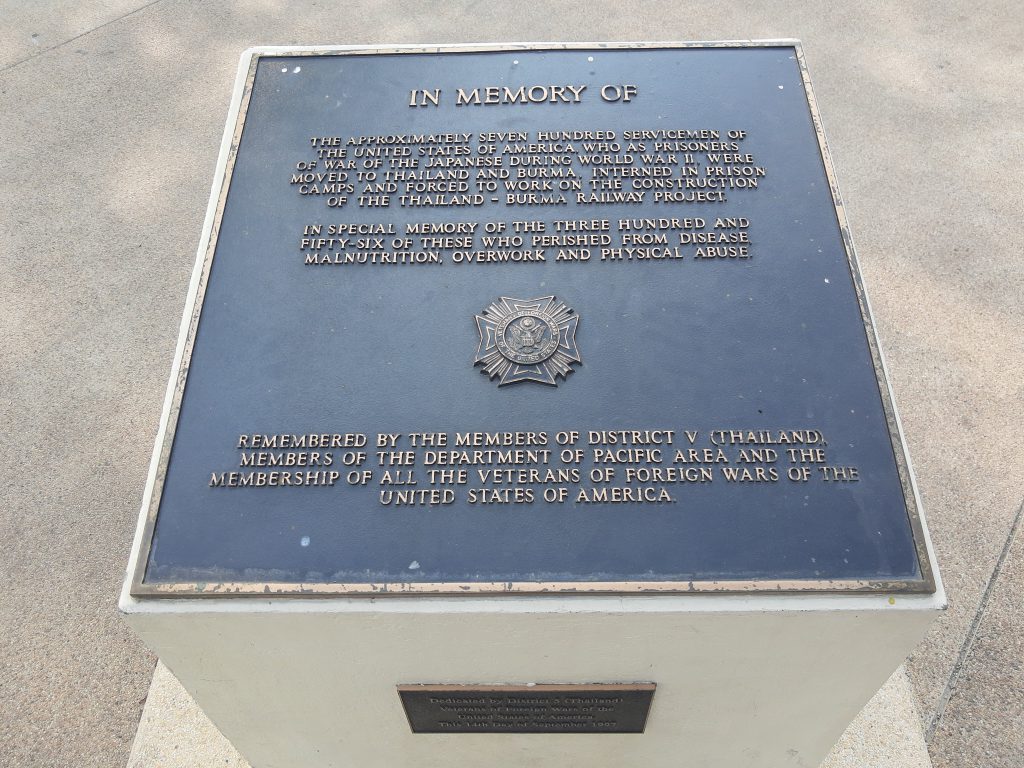 IN MEMORY OF
THE APPROXIMATELY SEVEN HUNDRED SERVICEMEN OF
THE UNITED STATES OF AMERICA WHO AS PRISONERS
OF WAR OF THE JAPANESE DURING WORLD WAR II, WERE
MOVED TO THAILAND AND BURMA, INTERNED IN PRISON
CAMPS AND FORCED TO WORK ON THE CONSTRUCTION
OF THE THAILAND - BURMA RAILWAY PROJECT.
IN SPECIAL MEMORY OF THE THREE HUNDRED AND
FIFTY-SIX OF THESE WHO PERISHED FROM DISEASE,
MALNUTRITION, OVERWORK AND PHYSICAL ABUSE.
REMEMBERED BY THE MEMBERS OF DISTRICT V (THAILAND),
MEMBERS OF THE DEPARTMENT OF PACIFIC AREA AND THE
MEMBERSHIP OF ALL THE VETERANS OF FOREIGN WARS OF THE
UNITED STATES OF AMERICA.
Dedicated by District 5 (Thailand)
Veterans of Foreign Wars of the
United States of America
This 14th Day of September